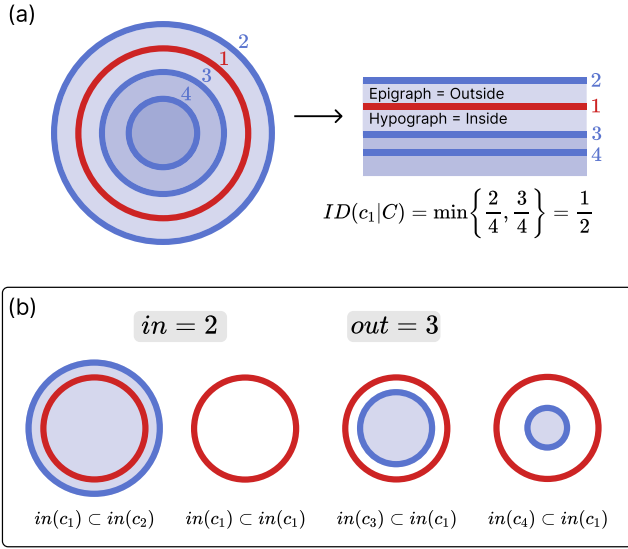 (a)
2
1
3
4
Epigraph = Outside
Hypograph = Inside
2
1
3
4
ID(c₁|C) = min{2/4, 3/4} = 1/2
(b)
in = 2
out = 3
in(c₁) ⊂ in(c₂)
in(c₁) ⊂ in(c₁)
in(c₃) ⊂ in(c₁)
in(c₄) ⊂ in(c₁)